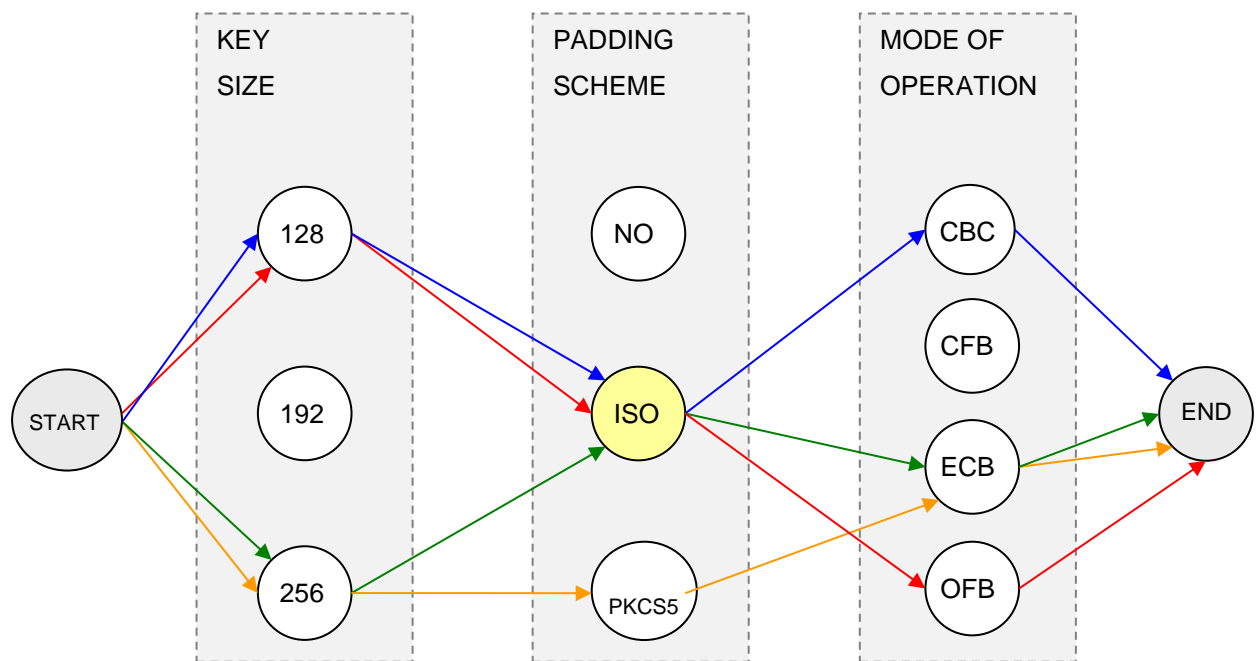 KEY
SIZE
PADDING
SCHEME
MODE OF
OPERATION
128
NO
CBC
CFB
START
192
ISO
END
ECB
256
PKCS5
OFB